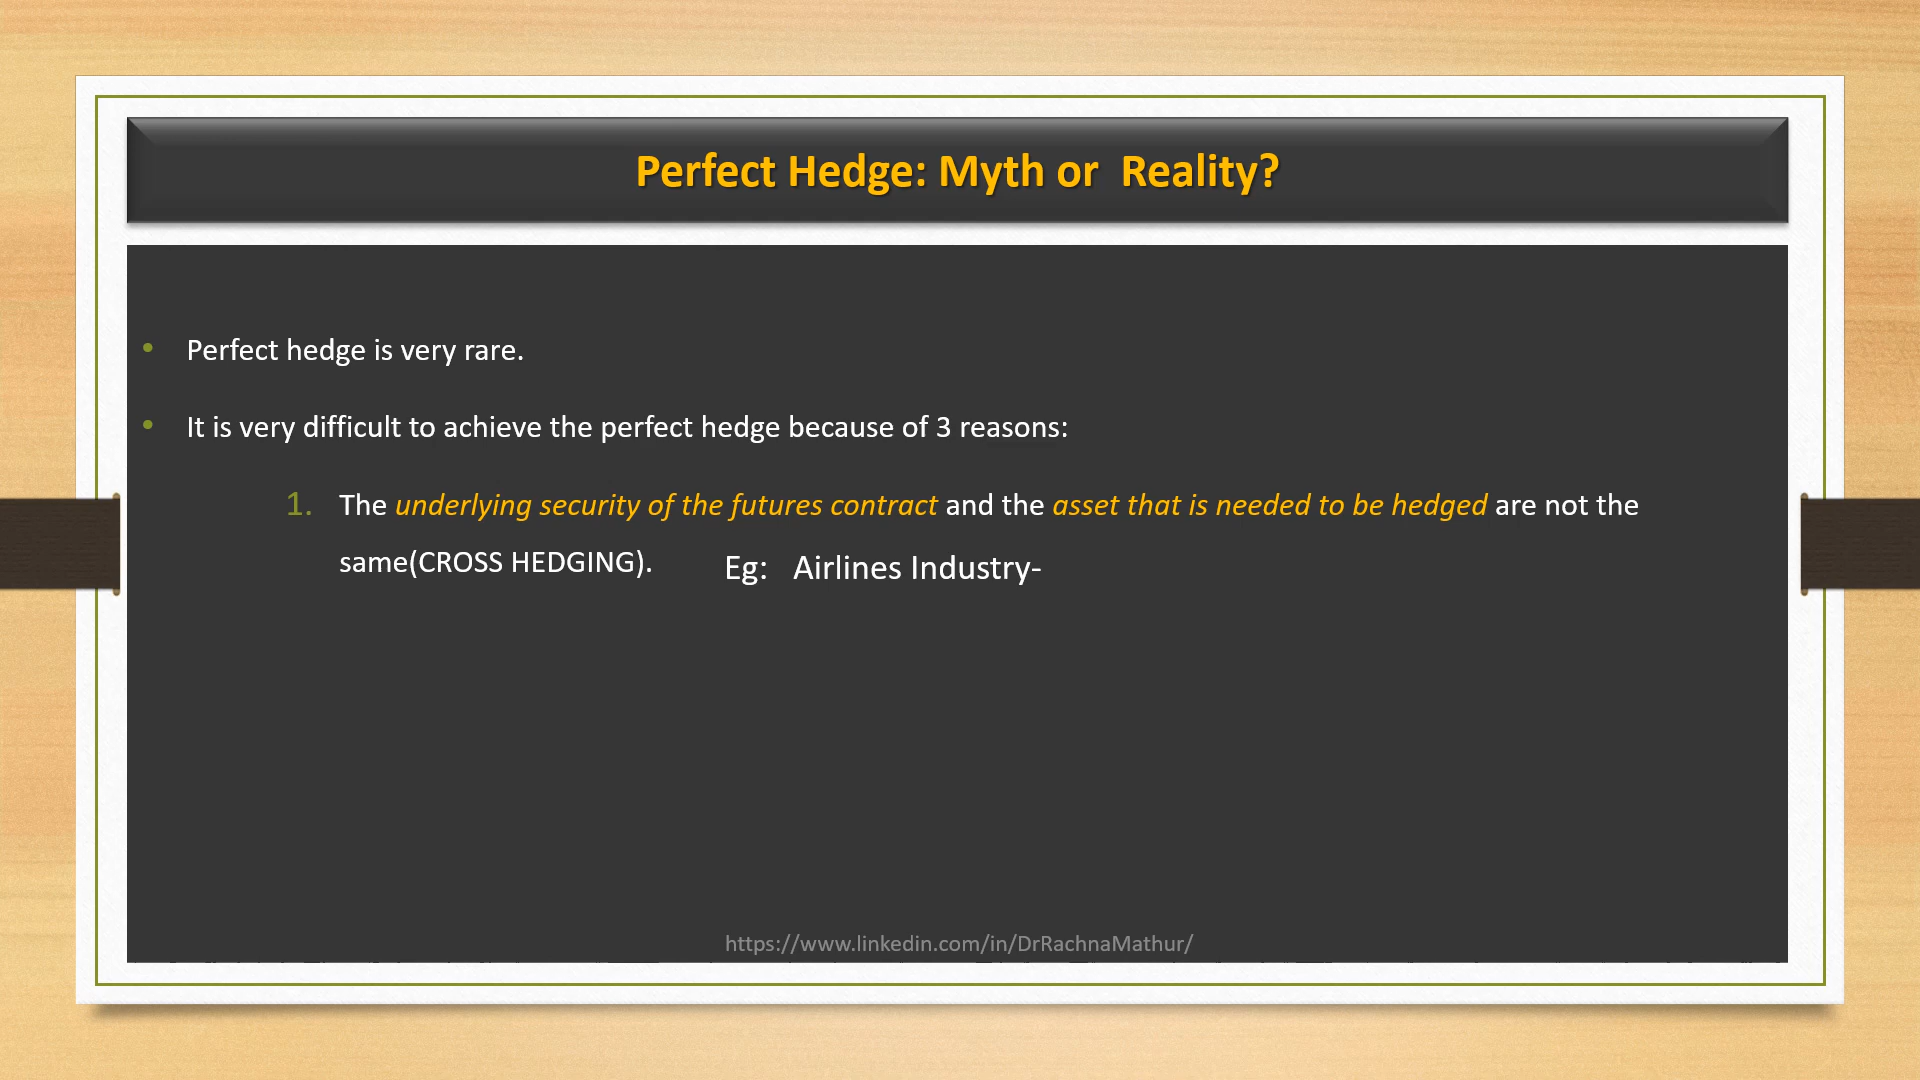 Perfect Hedge: Myth or  Reality?
• Perfect hedge is very rare.
• It is very difficult to achieve the perfect hedge because of 3 reasons:
1. The underlying security of the futures contract and the asset that is needed to be hedged are not the
same(CROSS HEDGING). Eg:   Airlines Industry-
https://www.linkedin.com/in/DrRachnaMathur/